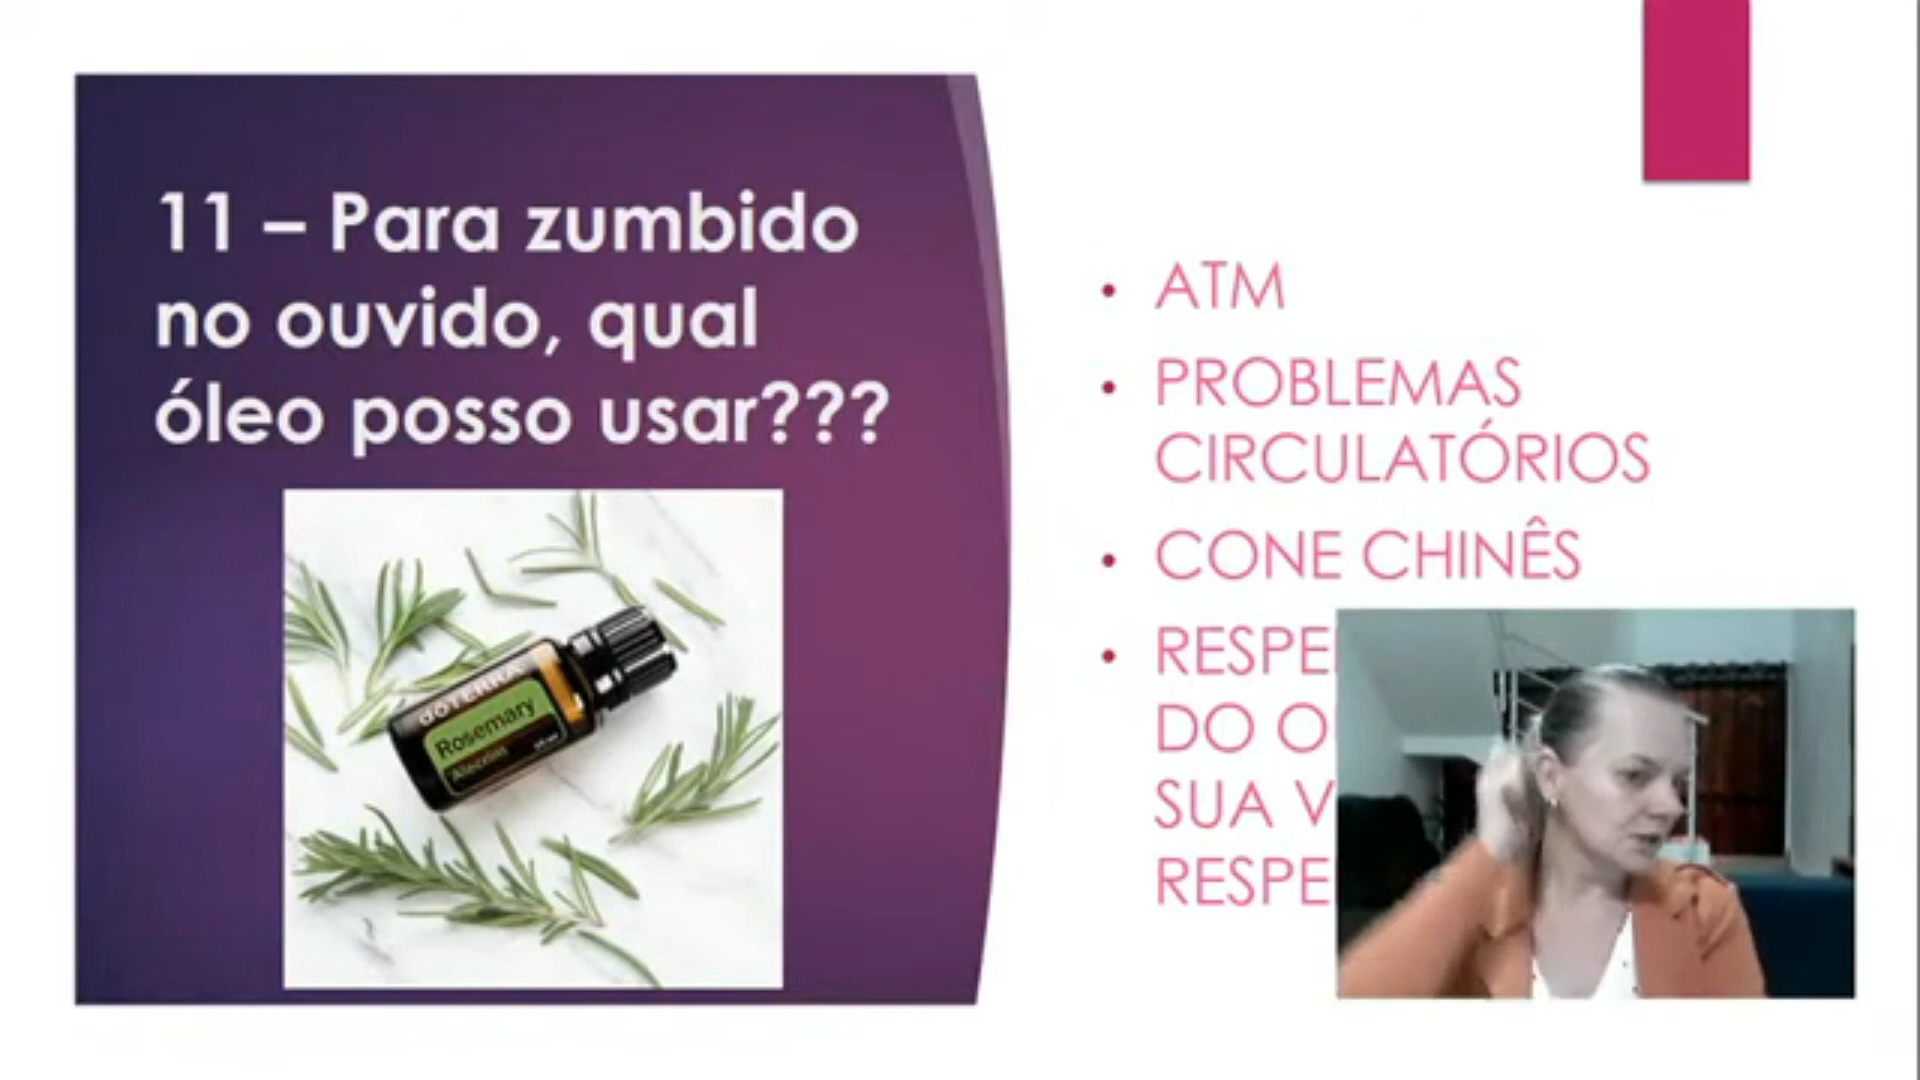 11 – Para zumbido
no ouvido, qual
óleo posso usar???
dōTERRA
Rosemary
Alecrim
• ATM
• PROBLEMAS
CIRCULATÓRIOS
• CONE CHINÊS
• RESPE
DO O
SUA V
RESPE